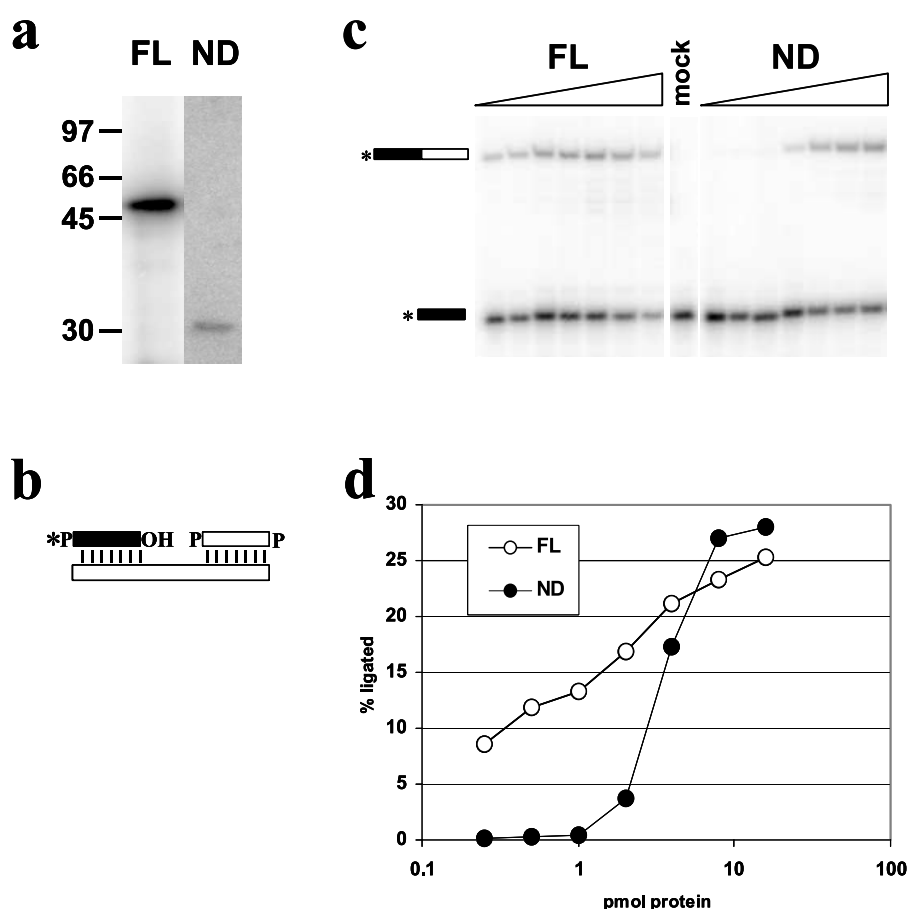 a
FL ND
97
66
45
30
b
*P OH P P
c
FL mock ND
*
*
d
30
25
20
15
10
5
0
% ligated
FL
ND
0.1 1 10 100
pmol protein